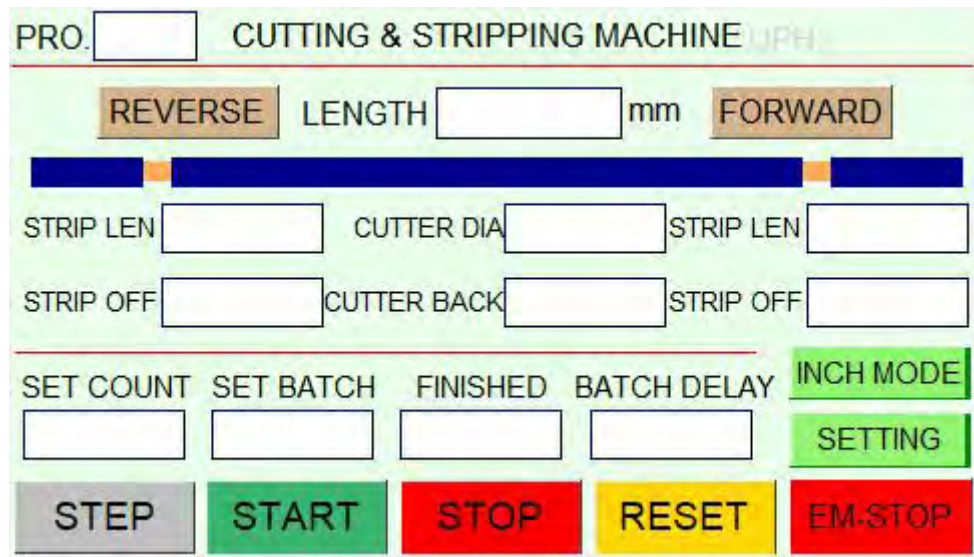 PRO. CUTTING & STRIPPING MACHINE UPH
REVERSE LENGTH mm FORWARD
STRIP LEN CUTTER DIA STRIP LEN
STRIP OFF CUTTER BACK STRIP OFF
SET COUNT SET BATCH FINISHED BATCH DELAY INCH MODE
SETTING
STEP START STOP RESET EM-STOP